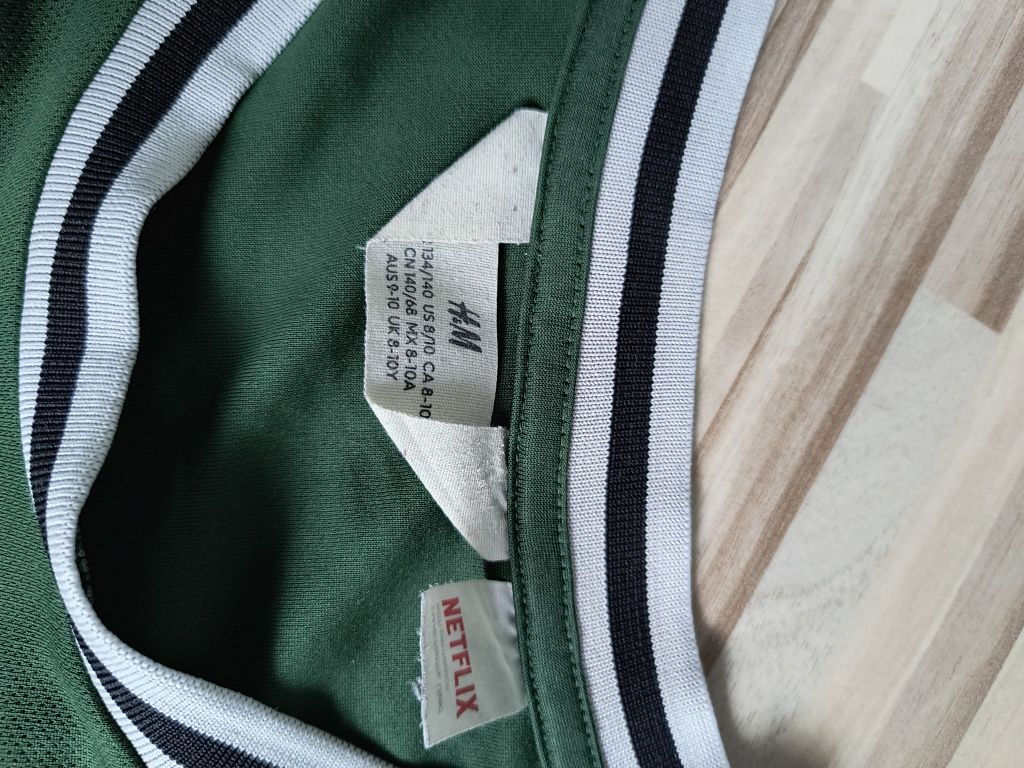 H&M
134/140 US 8/10 CA 8-10
CN 140/68 MX 8-10A
AUS 9-10 UK 8-10Y
NETFLIX